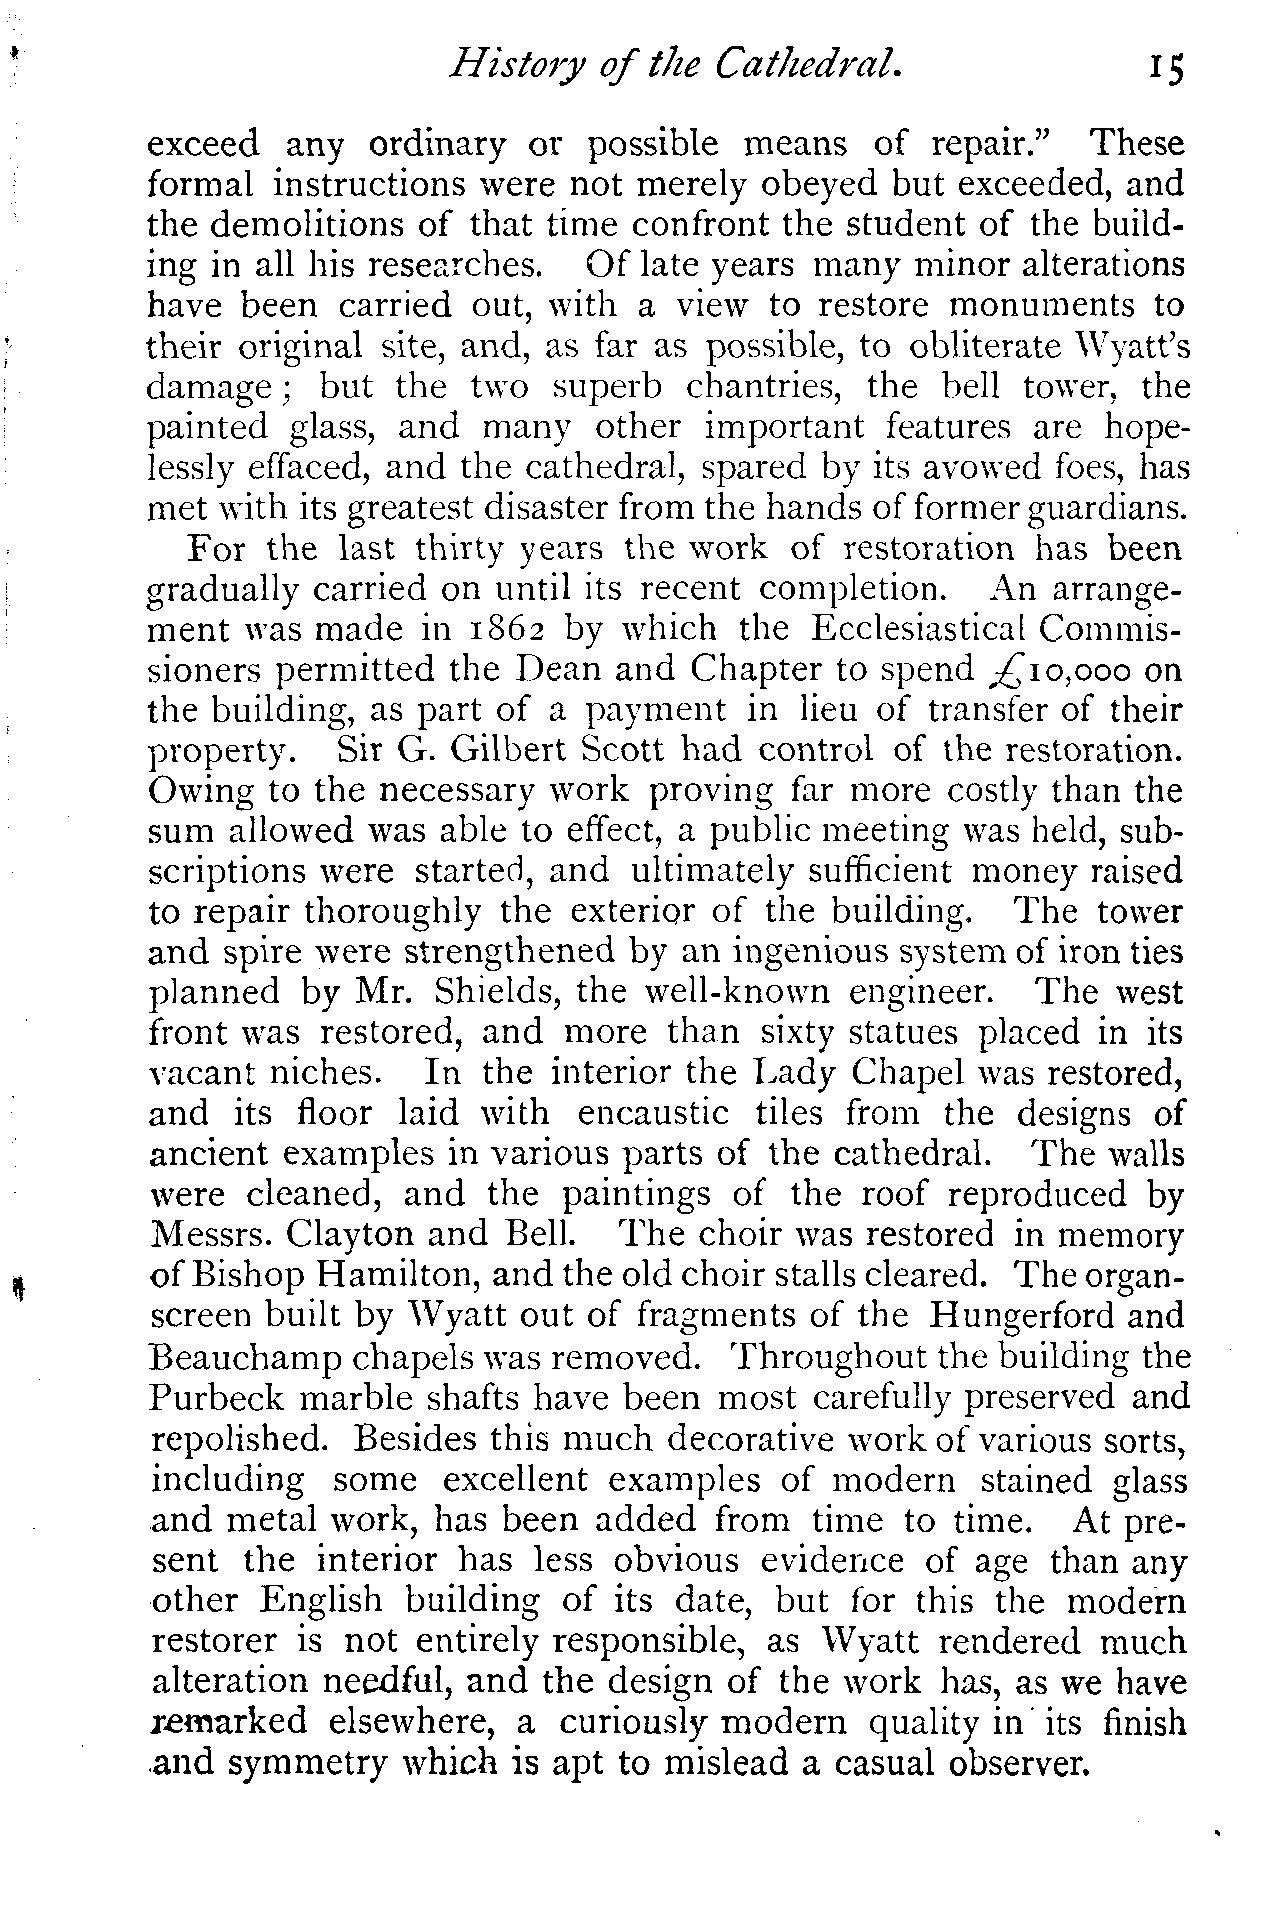 History of the Cathedral. 15
exceed any ordinary or possible means of repair.” These
formal instructions were not merely obeyed but exceeded, and
the demolitions of that time confront the student of the build-
ing in all his researches. Of late years many minor alterations
have been carried out, with a view to restore monuments to
their original site, and, as far as possible, to obliterate Wyatt's
damage ; but the two superb chantries, the bell tower, the
painted glass, and many other important features are hope-
lessly effaced, and the cathedral, spared by its avowed foes, has
met with its greatest disaster from the hands of former guardians.
For the last thirty years the work of restoration has been
gradually carried on until its recent completion. An arrange-
ment was made in 1862 by which the Ecclesiastical Commis-
sioners permitted the Dean and Chapter to spend £10,000 on
the building, as part of a payment in lieu of transfer of their
property. Sir G. Gilbert Scott had control of the restoration.
Owing to the necessary work proving far more costly than the
sum allowed was able to effect, a public meeting was held, sub-
scriptions were started, and ultimately sufficient money raised
to repair thoroughly the exterior of the building. The tower
and spire were strengthened by an ingenious system of iron ties
planned by Mr. Shields, the well-known engineer. The west
front was restored, and more than sixty statues placed in its
vacant niches. In the interior the Lady Chapel was restored,
and its floor laid with encaustic tiles from the designs of
ancient examples in various parts of the cathedral. The walls
were cleaned, and the paintings of the roof reproduced by
Messrs. Clayton and Bell. The choir was restored in memory
of Bishop Hamilton, and the old choir stalls cleared. The organ-
screen built by Wyatt out of fragments of the Hungerford and
Beauchamp chapels was removed. Throughout the building the
Purbeck marble shafts have been most carefully preserved and
repolished. Besides this much decorative work of various sorts,
including some excellent examples of modern stained glass
and metal work, has been added from time to time. At pre-
sent the interior has less obvious evidence of age than any
other English building of its date, but for this the modern
restorer is not entirely responsible, as Wyatt rendered much
alteration needful, and the design of the work has, as we have
remarked elsewhere, a curiously modern quality in its finish
and symmetry which is apt to mislead a casual observer.